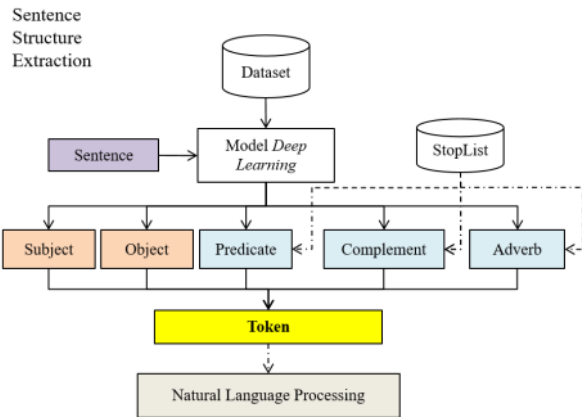 Sentence
Structure
Extraction
Dataset
Sentence
Model Deep
Learning
StopList
Subject
Object
Predicate
Complement
Adverb
Token
Natural Language Processing